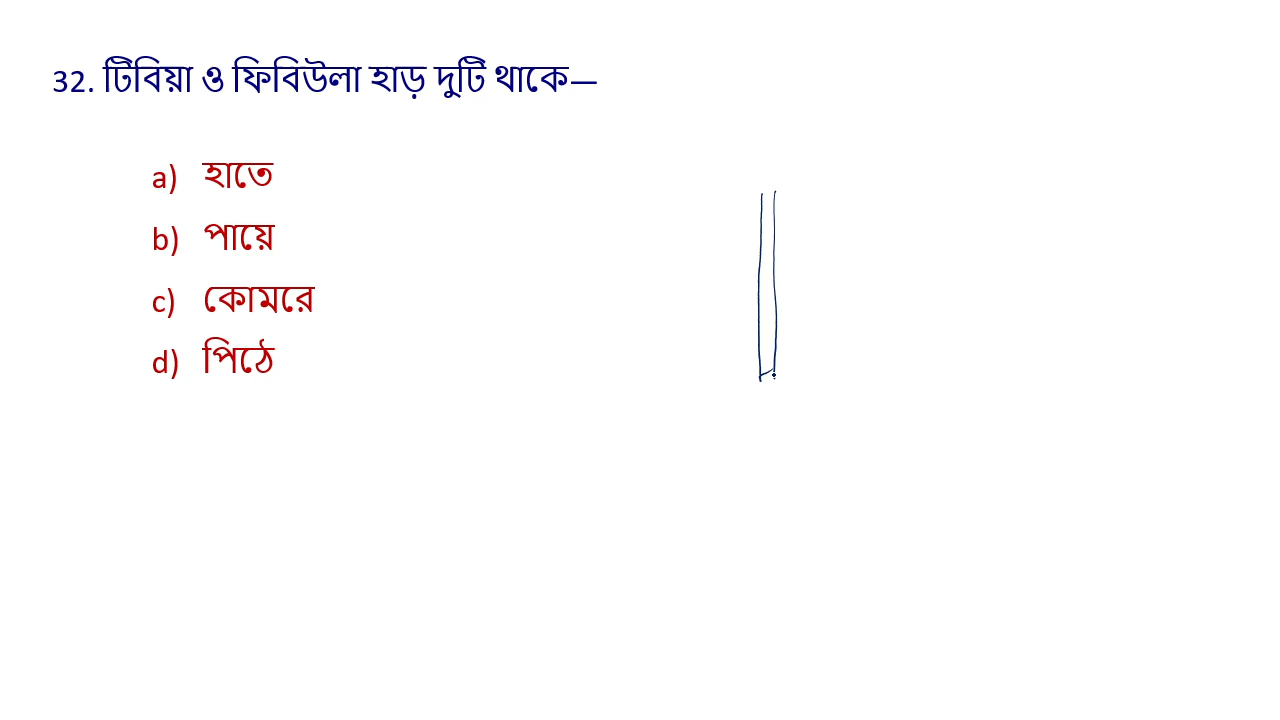 32. টিবিয়া ও ফিবিউলা হাড় দুটি থাকে—
a) হাতে
b) পায়ে
c) কোমরে
d) পিঠে